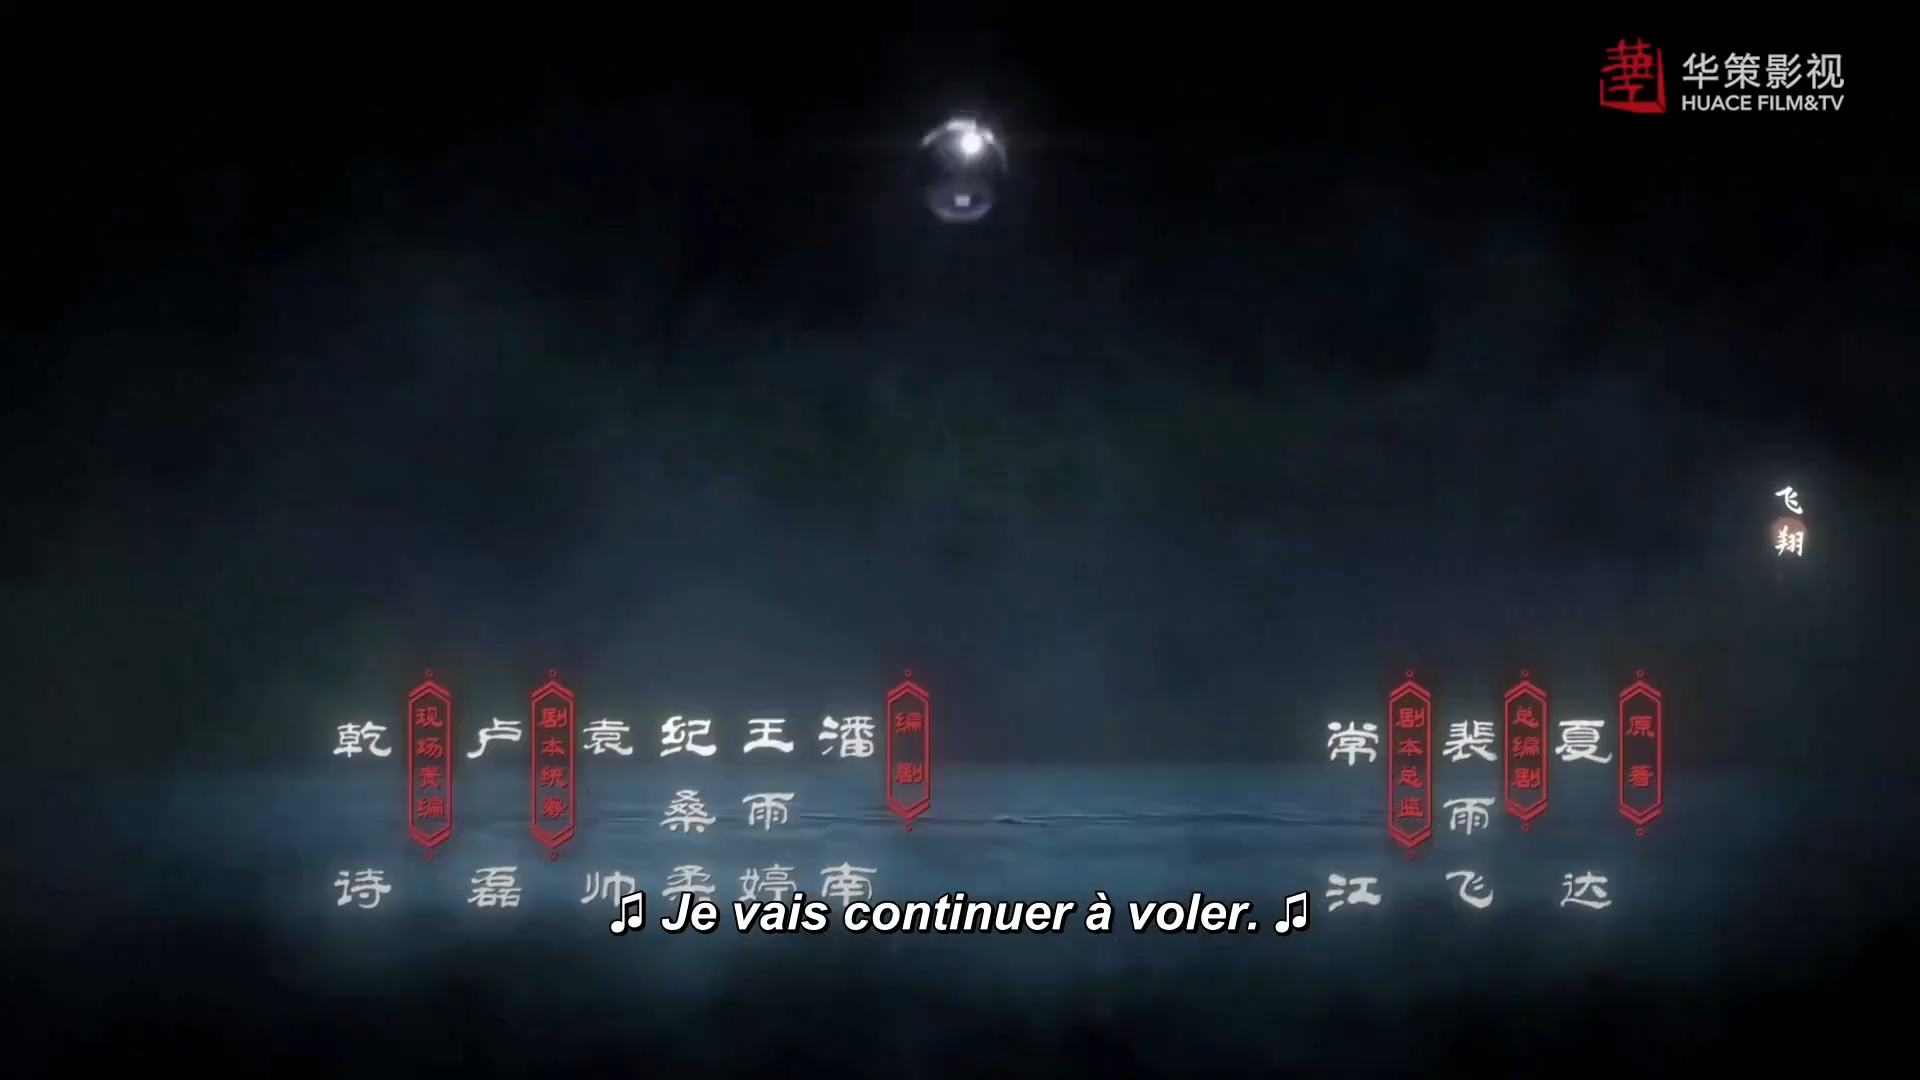 华策影视
HUACE FILM&TV
飞翔
原著
夏达
总编剧
裴雨飞
剧本总监
常江
编剧
潘南
王雨婷
纪桑柔
袁帅
剧本统筹
卢磊
现场责编
乾诗
♫ Je vais continuer à voler. ♫